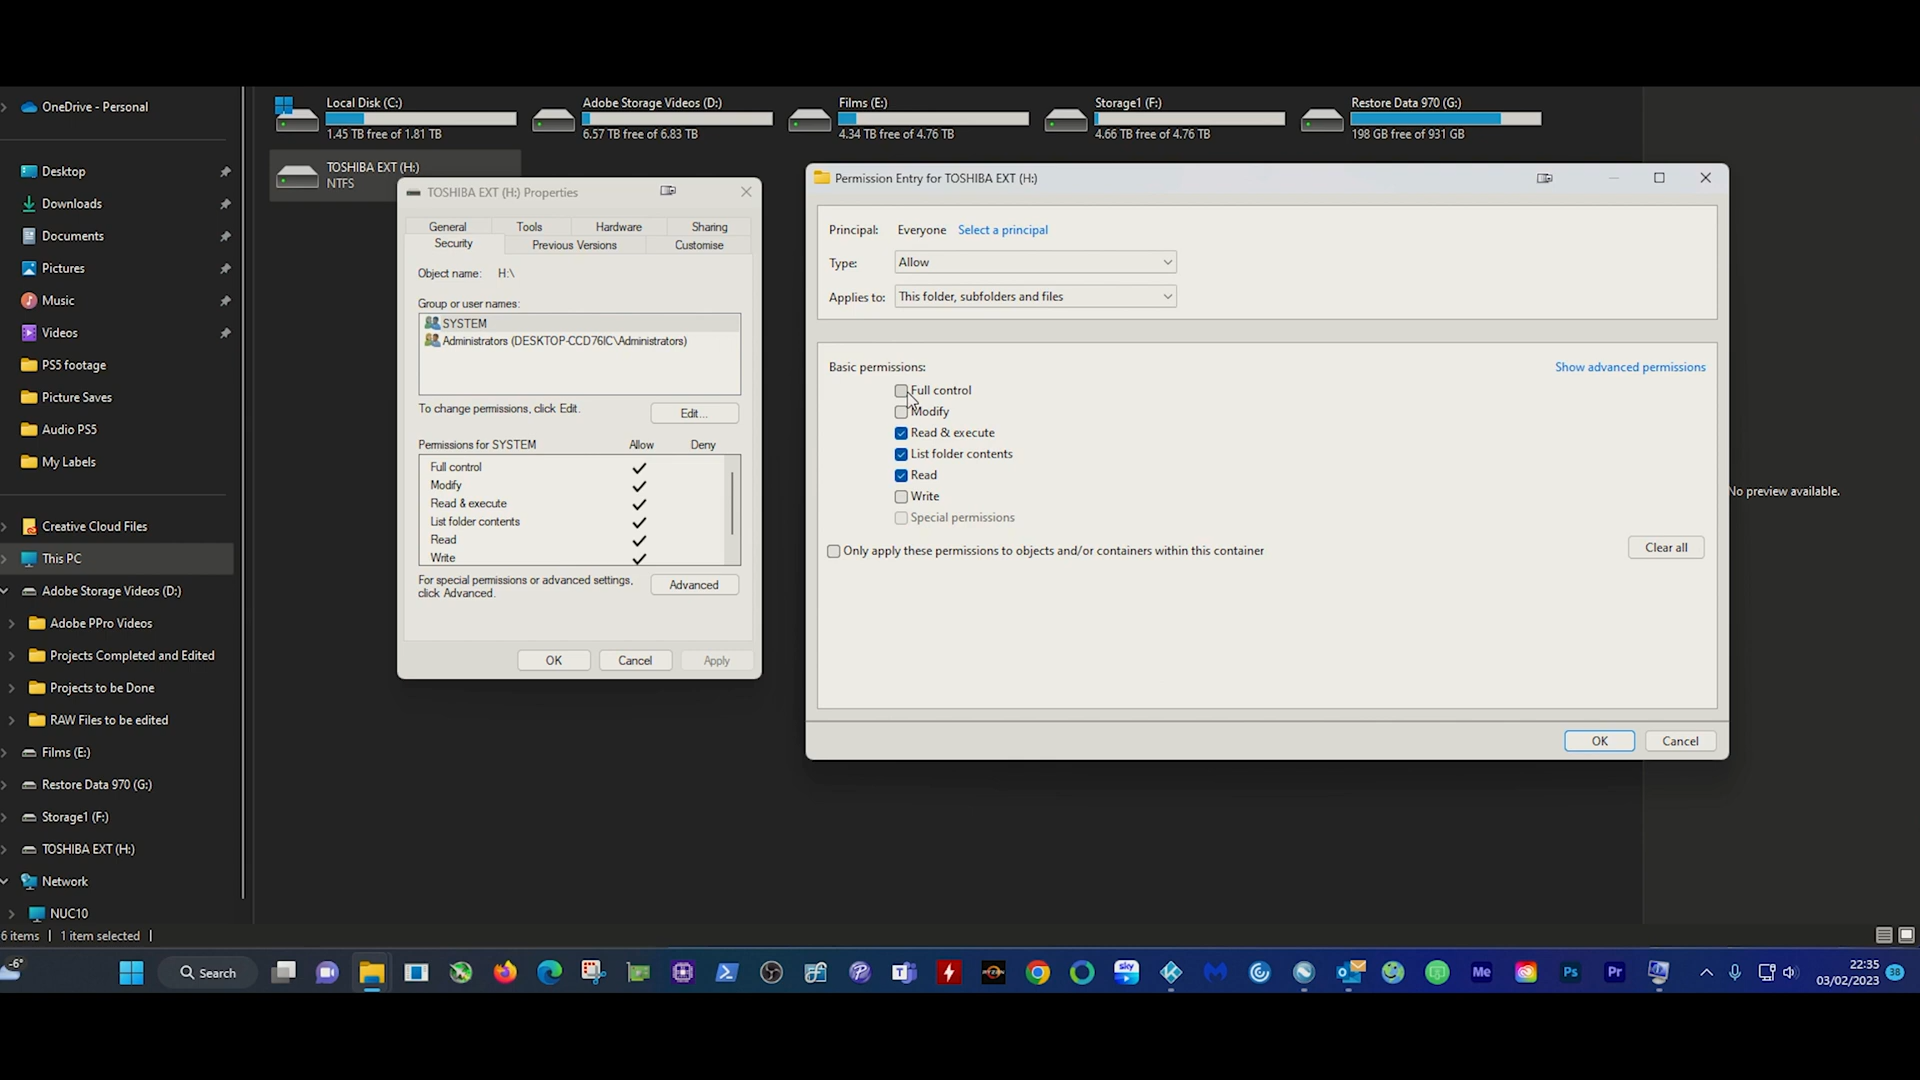 OneDrive - Personal
Desktop
Downloads
Documents
Pictures
Music
Videos
PS5 footage
Picture Saves
Audio PS5
My Labels
Creative Cloud Files
This PC
Adobe Storage Videos (D:)
Adobe PPro Videos
Projects Completed and Edited
Projects to be Done
RAW Files to be edited
Films (E:)
Restore Data 970 (G:)
Storage1 (F:)
TOSHIBA EXT (H:)
Network
NUC10
6 items
1 item selected
Local Disk (C:)
1.45 TB free of 1.81 TB
Adobe Storage Videos (D:)
6.57 TB free of 6.83 TB
Films (E:)
4.34 TB free of 4.76 TB
Storage1 (F:)
4.66 TB free of 4.76 TB
Restore Data 970 (G:)
198 GB free of 931 GB
TOSHIBA EXT (H:)
NTFS
TOSHIBA EXT (H:) Properties
General Tools Hardware Sharing
Security Previous Versions Customise
Object name: H:\
Group or user names:
SYSTEM
Administrators (DESKTOP-CCD76IC\Administrators)
To change permissions, click Edit.
Edit...
Permissions for SYSTEM Allow Deny
Full control
Modify
Read & execute
List folder contents
Read
Write
For special permissions or advanced settings,
click Advanced.
Advanced
OK Cancel Apply
Permission Entry for TOSHIBA EXT (H:)
Principal: Everyone Select a principal
Type: Allow
Applies to: This folder, subfolders and files
Basic permissions:
Show advanced permissions
Full control
Modify
Read & execute
List folder contents
Read
Write
Special permissions
Only apply these permissions to objects and/or containers within this container
Clear all
OK Cancel
No preview available.
-6°
Search
sky
Me
Ps
Pr
22:35
03/02/2023
38